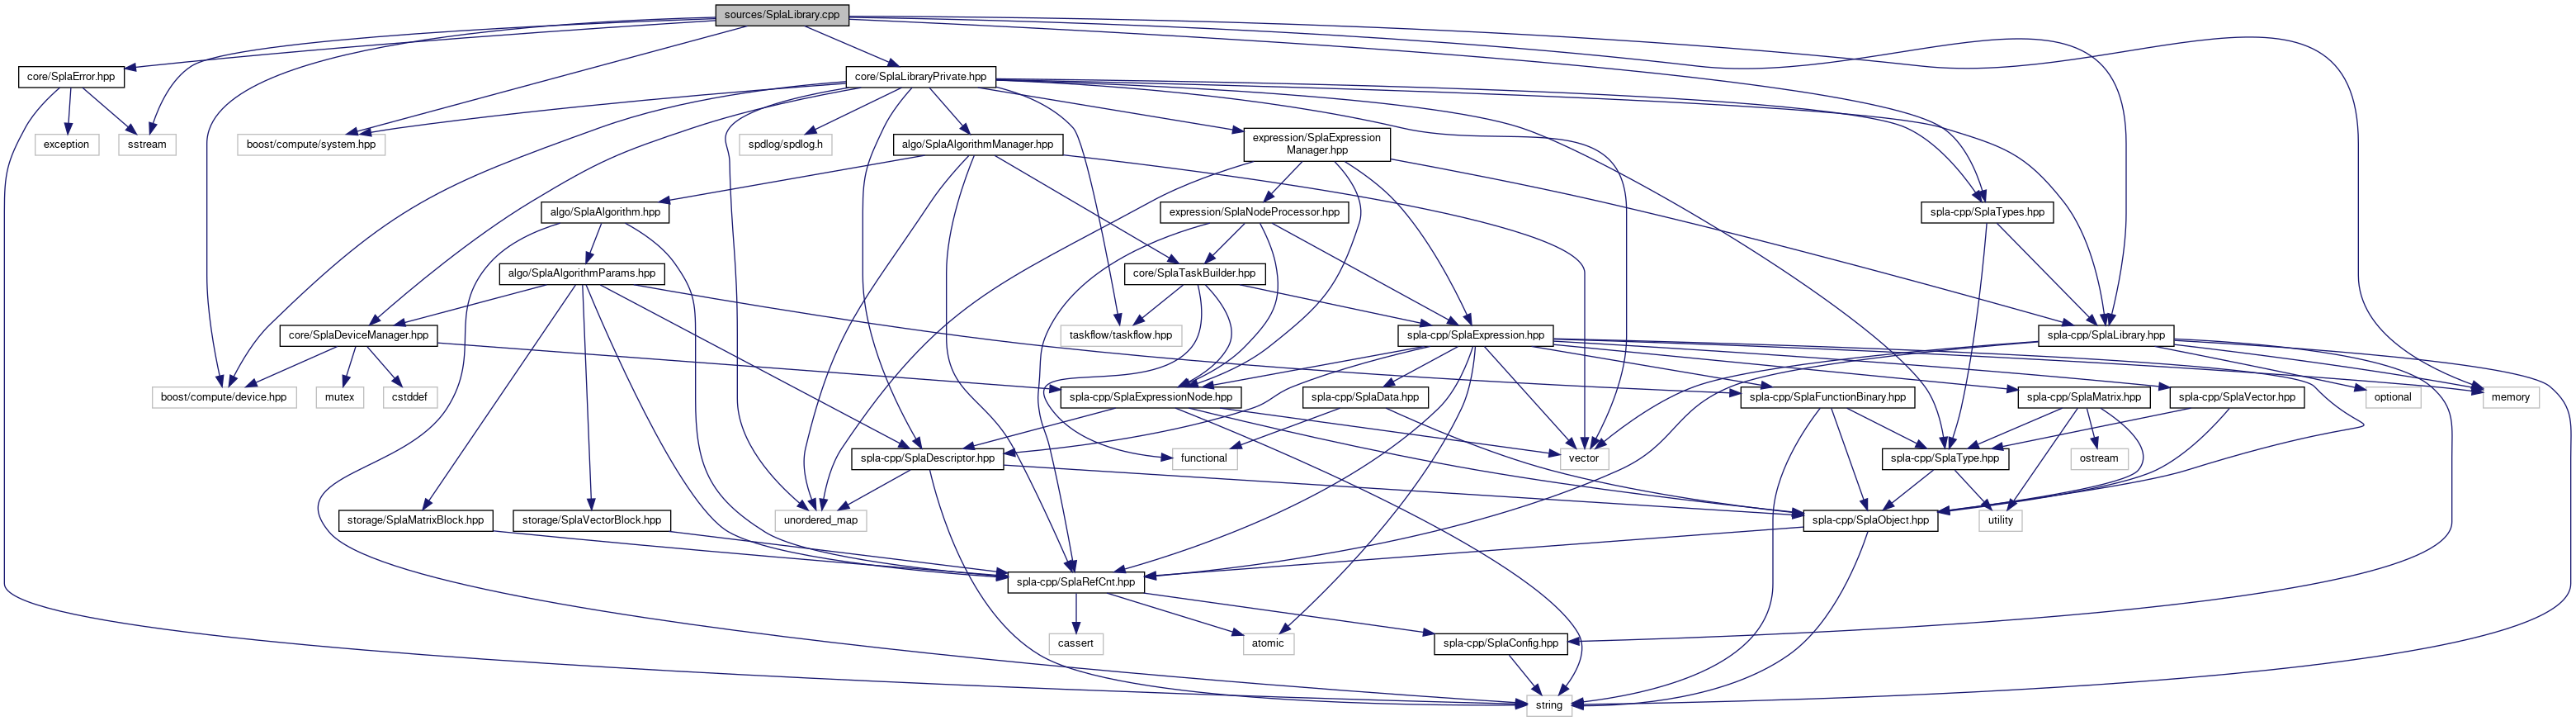 sources/SplaLibrary.cpp
core/SplaError.hpp
core/SplaLibraryPrivate.hpp
exception
sstream
boost/compute/system.hpp
spdlog/spdlog.h
algo/SplaAlgorithmManager.hpp
expression/SplaExpression
Manager.hpp
algo/SplaAlgorithm.hpp
expression/SplaNodeProcessor.hpp
spla-cpp/SplaTypes.hpp
algo/SplaAlgorithmParams.hpp
core/SplaTaskBuilder.hpp
core/SplaDeviceManager.hpp
taskflow/taskflow.hpp
spla-cpp/SplaExpression.hpp
spla-cpp/SplaLibrary.hpp
boost/compute/device.hpp
mutex
cstddef
spla-cpp/SplaExpressionNode.hpp
spla-cpp/SplaData.hpp
spla-cpp/SplaFunctionBinary.hpp
spla-cpp/SplaMatrix.hpp
spla-cpp/SplaVector.hpp
optional
memory
spla-cpp/SplaDescriptor.hpp
functional
vector
spla-cpp/SplaType.hpp
ostream
storage/SplaMatrixBlock.hpp
storage/SplaVectorBlock.hpp
unordered_map
spla-cpp/SplaObject.hpp
utility
spla-cpp/SplaRefCnt.hpp
cassert
atomic
spla-cpp/SplaConfig.hpp
string